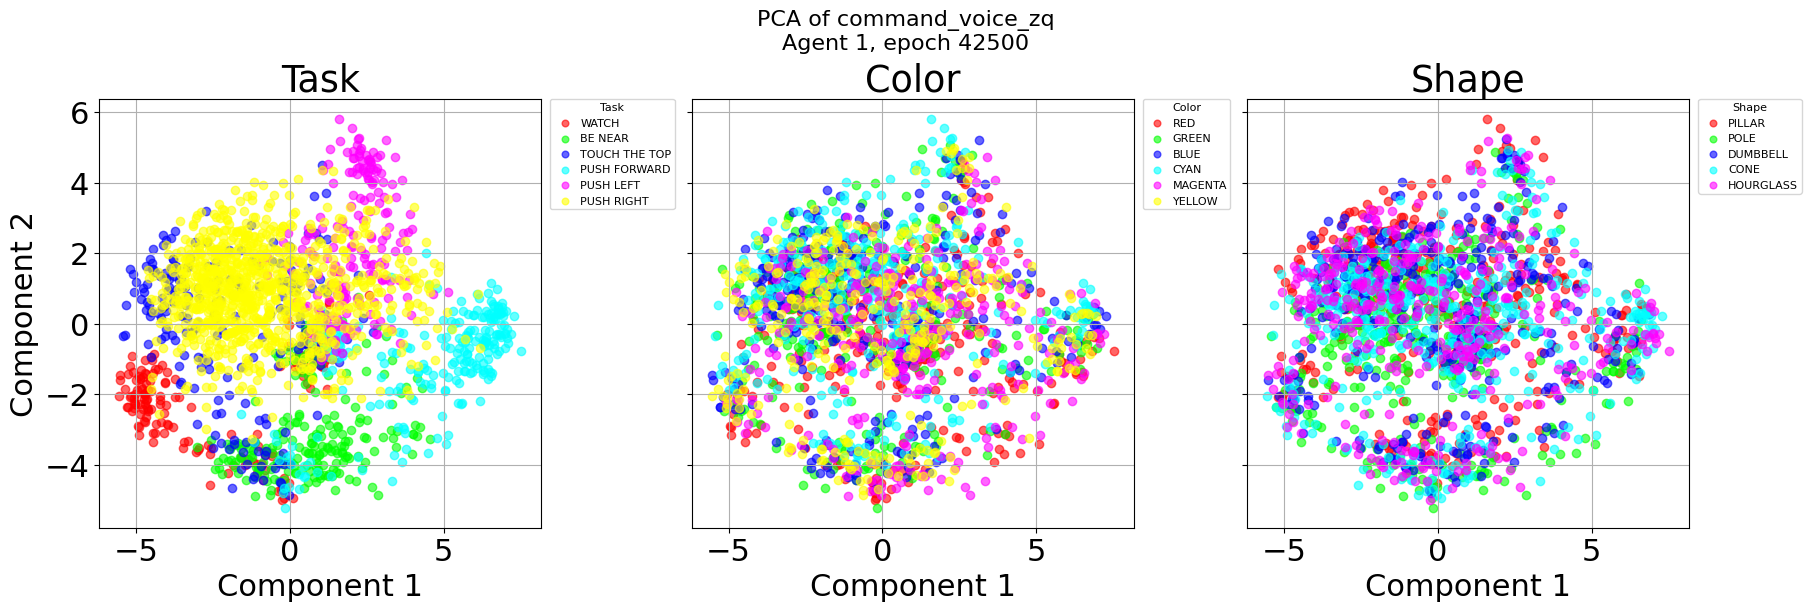 PCA of command_voice_zq
Agent 1, epoch 42500
Task
Color
Shape
Task
WATCH
BE NEAR
TOUCH THE TOP
PUSH FORWARD
PUSH LEFT
PUSH RIGHT
Color
RED
GREEN
BLUE
CYAN
MAGENTA
YELLOW
Shape
PILLAR
POLE
DUMBBELL
CONE
HOURGLASS
Component 2
6
4
2
0
−2
−4
−5 0 5
−5 0 5
−5 0 5
Component 1
Component 1
Component 1